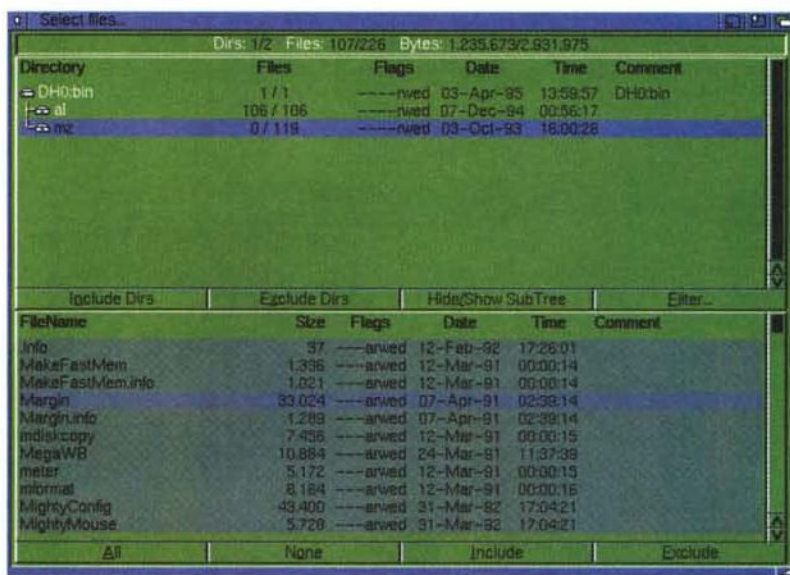 Select files...
Dirs: 1/2 Files: 107/226 Bytes: 1.235.673/2.931.975
Directory Files Flags Date Time Comment
DH0:bin 1 / 1 ----rwed 03-Apr-95 13:59:57 DH0:bin
al 106 / 106 ----rwed 07-Dec-94 00:56:17
mz 0 / 119 ----rwed 03-Oct-93 16:00:28
Include Dirs Exclude Dirs Hide/Show SubTree Filter...
FileName Size Flags Date Time Comment
.info 37 ----arwed 12-Feb-92 17:26:01
MakeFastMem 1.336 ----arwed 12-Mar-91 00:00:14
MakeFastMem.info 1.021 ----arwed 12-Mar-91 00:00:14
Margin 33.024 ----arwed 07-Apr-91 02:39:14
Margin.info 1.289 ----arwed 07-Apr-91 02:39:14
mdiskcopy 7.456 ----arwed 12-Mar-91 00:00:15
MegaWB 10.884 ----arwed 24-Mar-91 11:37:39
meter 5.172 ----arwed 12-Mar-91 00:00:15
mformat 8.184 ----arwed 12-Mar-91 00:00:16
MightyConfig 43.400 ----arwed 31-Mar-92 17:04:21
MightyMouse 5.728 ----arwed 31-Mar-92 17:04:21
All None Include Exclude